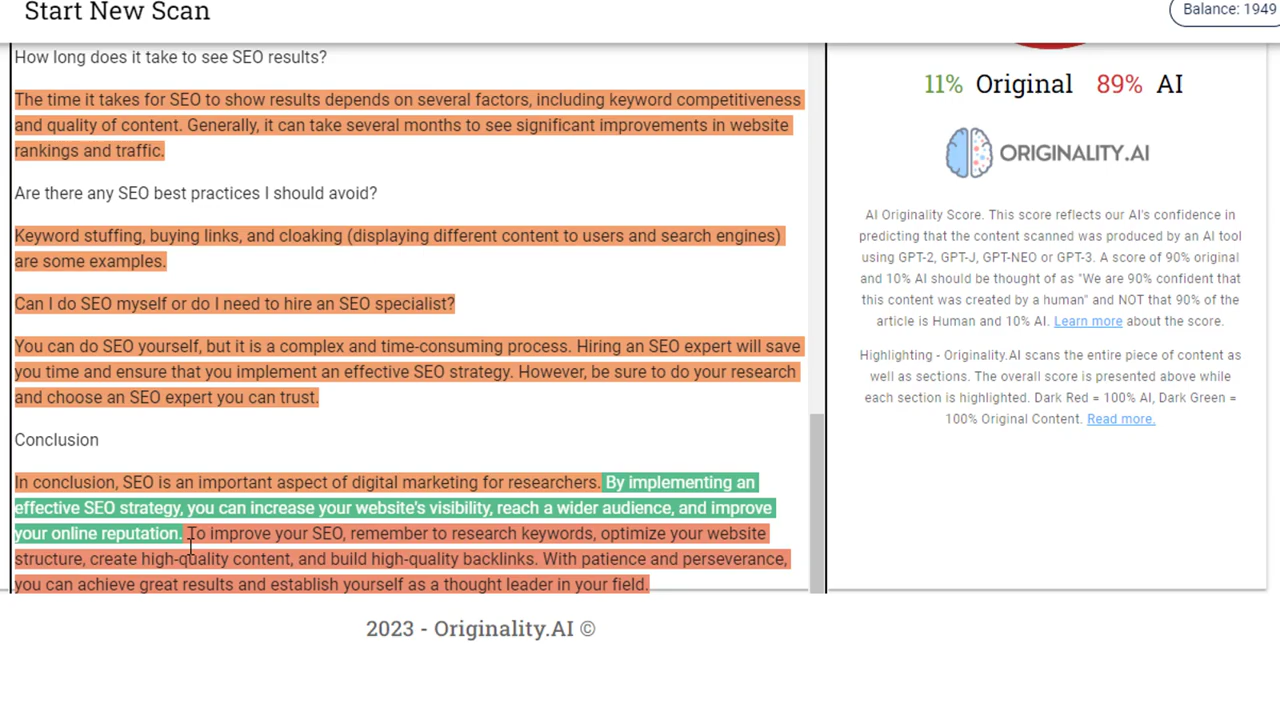 Start New Scan
Balance: 1949
How long does it take to see SEO results?
The time it takes for SEO to show results depends on several factors, including keyword competitiveness
and quality of content. Generally, it can take several months to see significant improvements in website
rankings and traffic.
Are there any SEO best practices I should avoid?
Keyword stuffing, buying links, and cloaking (displaying different content to users and search engines)
are some examples.
Can I do SEO myself or do I need to hire an SEO specialist?
You can do SEO yourself, but it is a complex and time-consuming process. Hiring an SEO expert will save
you time and ensure that you implement an effective SEO strategy. However, be sure to do your research
and choose an SEO expert you can trust.
Conclusion
In conclusion, SEO is an important aspect of digital marketing for researchers. By implementing an
effective SEO strategy, you can increase your website's visibility, reach a wider audience, and improve
your online reputation. To improve your SEO, remember to research keywords, optimize your website
structure, create high-quality content, and build high-quality backlinks. With patience and perseverance,
you can achieve great results and establish yourself as a thought leader in your field.
11% Original 89% AI
ORIGINALITY.AI
AI Originality Score. This score reflects our AI's confidence in
predicting that the content scanned was produced by an AI tool
using GPT-2, GPT-J, GPT-NEO or GPT-3. A score of 90% original
and 10% AI should be thought of as "We are 90% confident that
this content was created by a human" and NOT that 90% of the
article is Human and 10% AI. Learn more about the score.
Highlighting - Originality.AI scans the entire piece of content as
well as sections. The overall score is presented above while
each section is highlighted. Dark Red = 100% AI, Dark Green =
100% Original Content. Read more.
2023 - Originality.AI ©